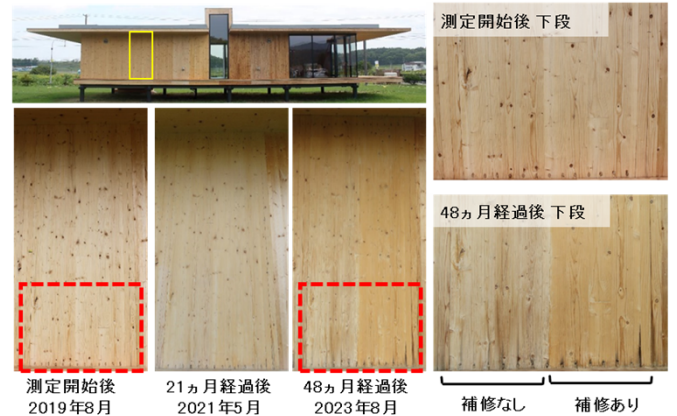 測定開始後 下段
48ヵ月経過後 下段
測定開始後
2019年8月
21ヵ月経過後
2021年5月
48ヵ月経過後
2023年8月
補修なし
補修あり